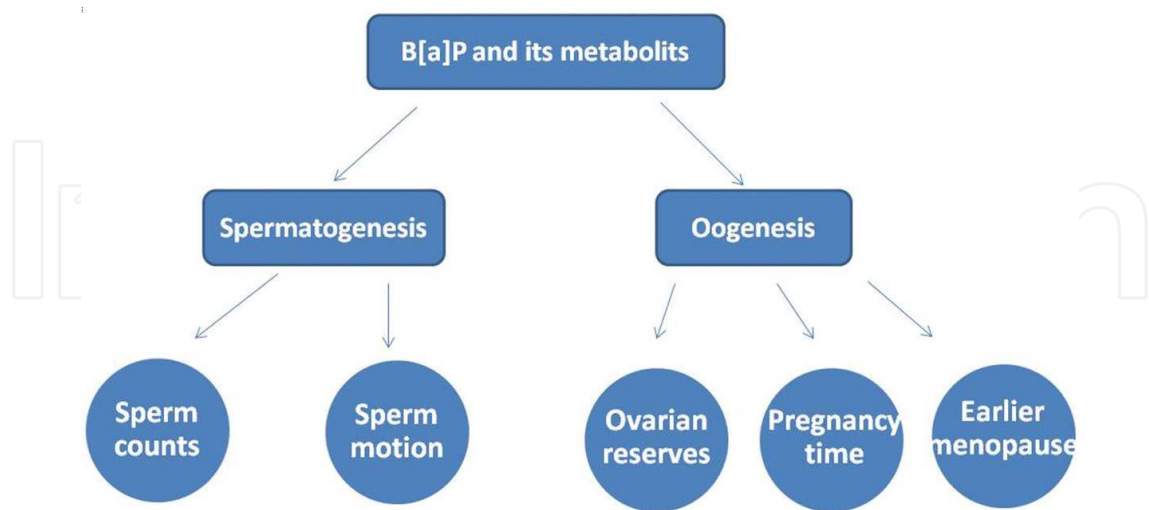 B[a]P and its metabolits
Spermatogenesis
Oogenesis
Sperm
counts
Sperm
motion
Ovarian
reserves
Pregnancy
time
Earlier
menopause